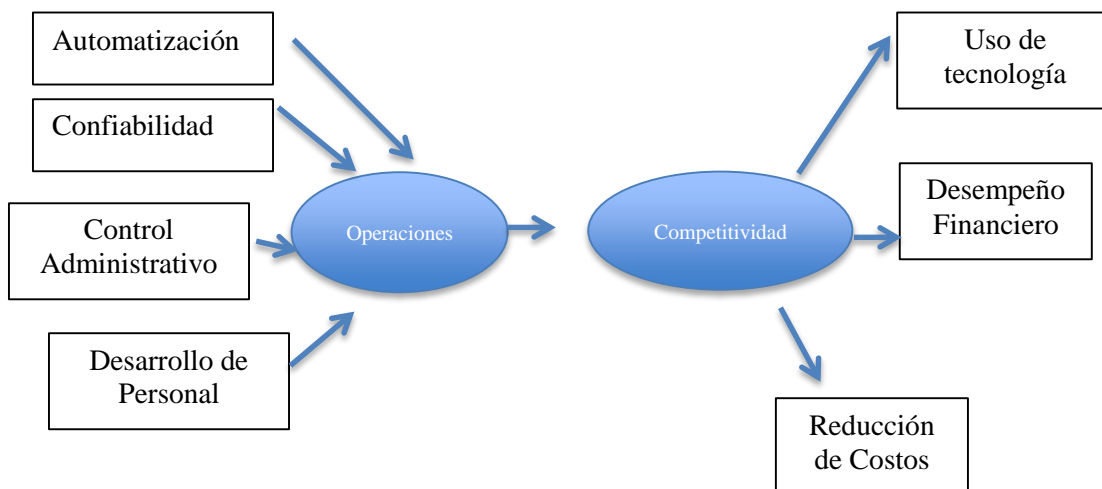 Automatización
Confiabilidad
Control
Administrativo
Desarrollo de
Personal
Operaciones
Competitividad
Uso de
tecnología
Desempeño
Financiero
Reducción
de Costos